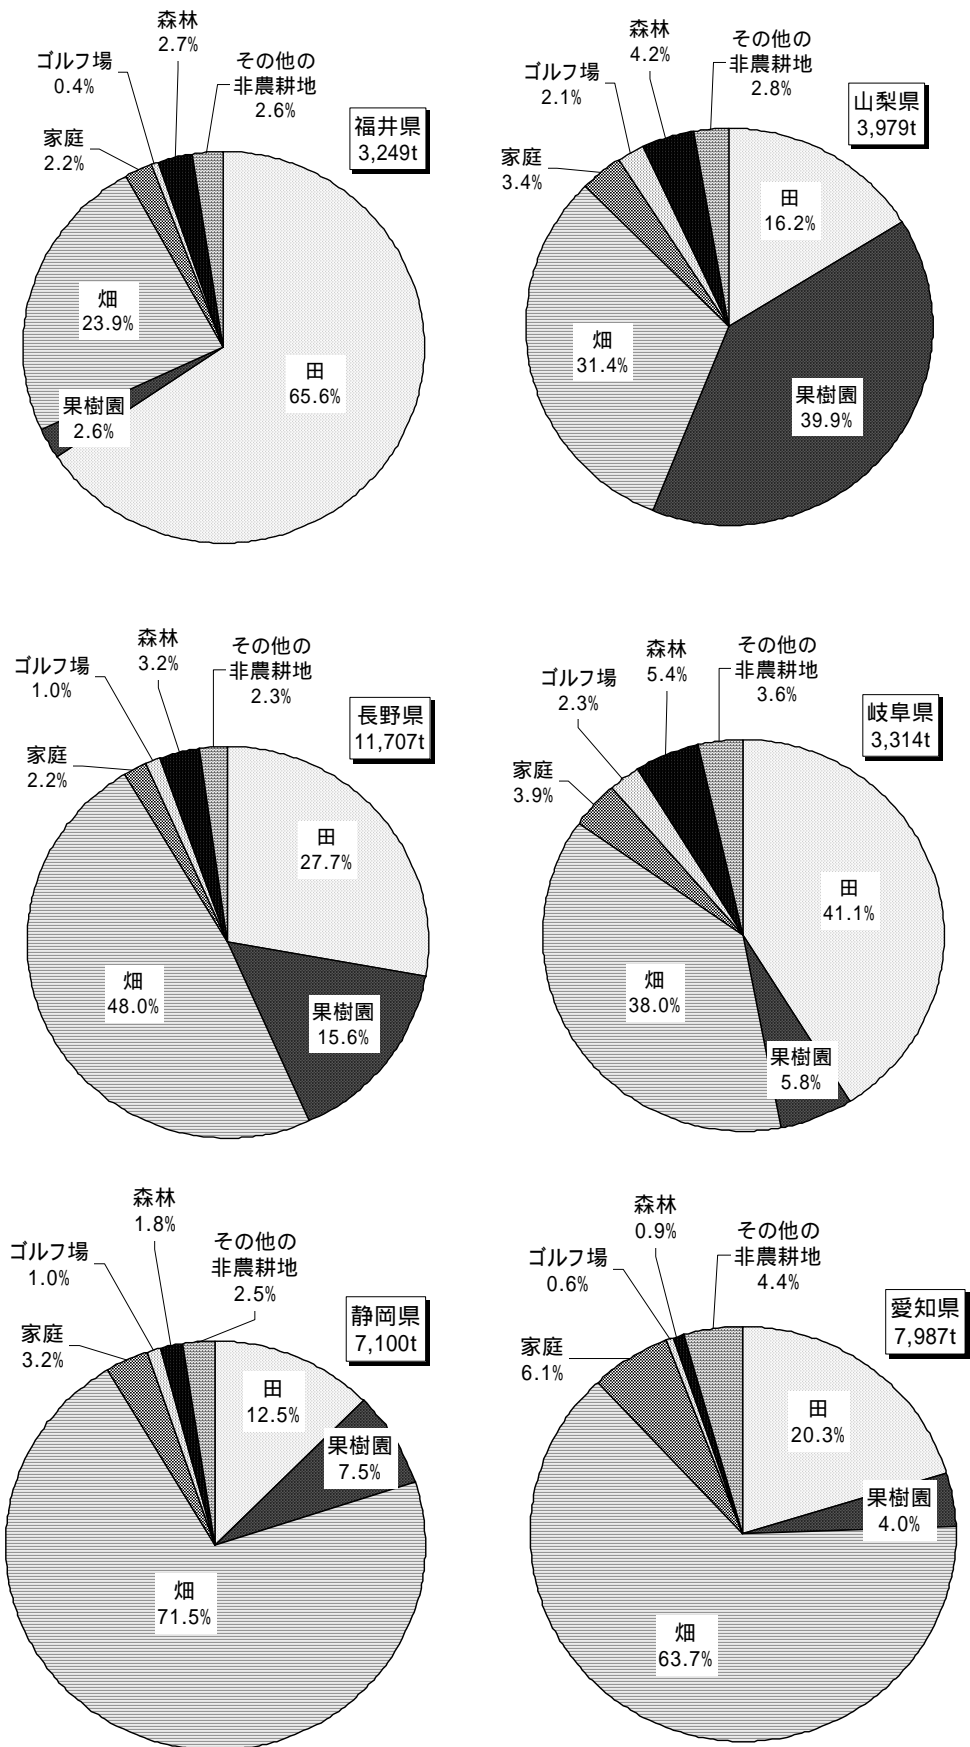 福井県
3,249t
田
65.6%
果樹園
2.6%
畑
23.9%
家庭
2.2%
ゴルフ場
0.4%
森林
2.7%
その他の
非農耕地
2.6%
山梨県
3,979t
田
16.2%
果樹園
39.9%
畑
31.4%
家庭
3.4%
ゴルフ場
2.1%
森林
4.2%
その他の
非農耕地
2.8%
長野県
11,707t
田
27.7%
果樹園
15.6%
畑
48.0%
家庭
2.2%
ゴルフ場
1.0%
森林
3.2%
その他の
非農耕地
2.3%
岐阜県
3,314t
田
41.1%
果樹園
5.8%
畑
38.0%
家庭
3.9%
ゴルフ場
2.3%
森林
5.4%
その他の
非農耕地
3.6%
静岡県
7,100t
田
12.5%
果樹園
7.5%
畑
71.5%
家庭
3.2%
ゴルフ場
1.0%
森林
1.8%
その他の
非農耕地
2.5%
愛知県
7,987t
田
20.3%
果樹園
4.0%
畑
63.7%
家庭
6.1%
ゴルフ場
0.6%
森林
0.9%
その他の
非農耕地
4.4%